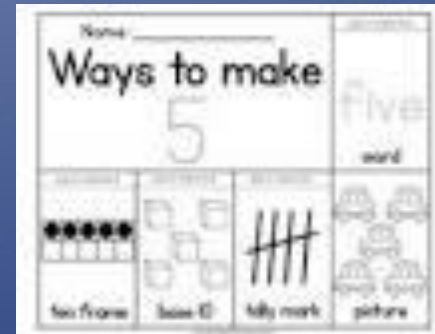 Name:
Ways to make
5
five
word
ten frame
base 10
tally mark
picture